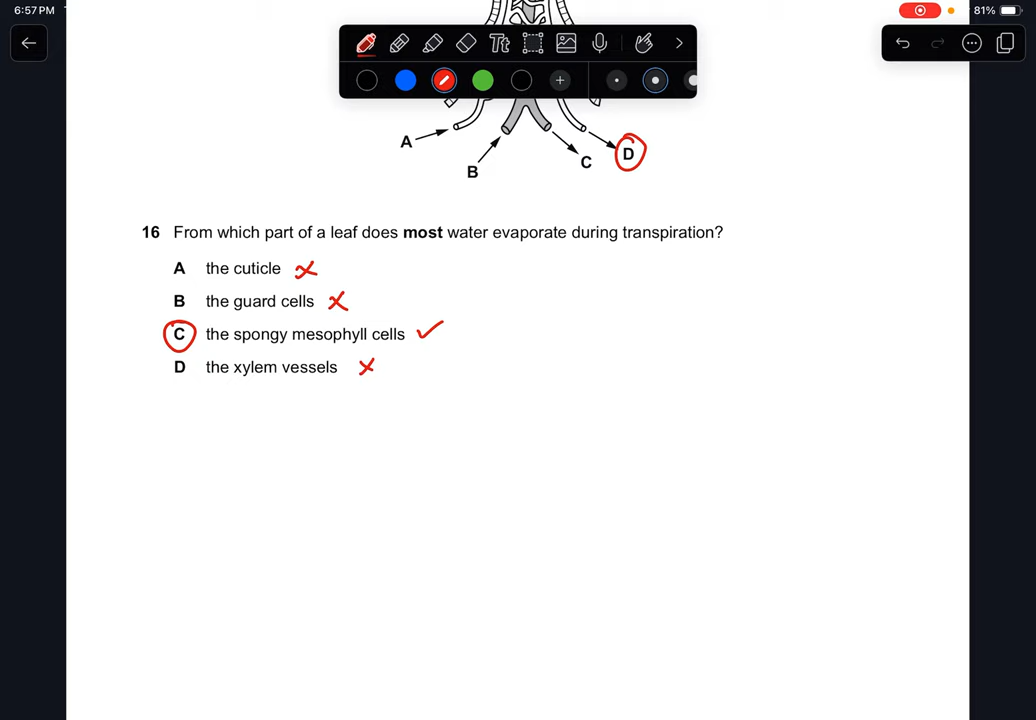 6:57 PM
81%
Tt
A
B
C
D
16 From which part of a leaf does most water evaporate during transpiration?
A the cuticle
B the guard cells
C the spongy mesophyll cells
D the xylem vessels